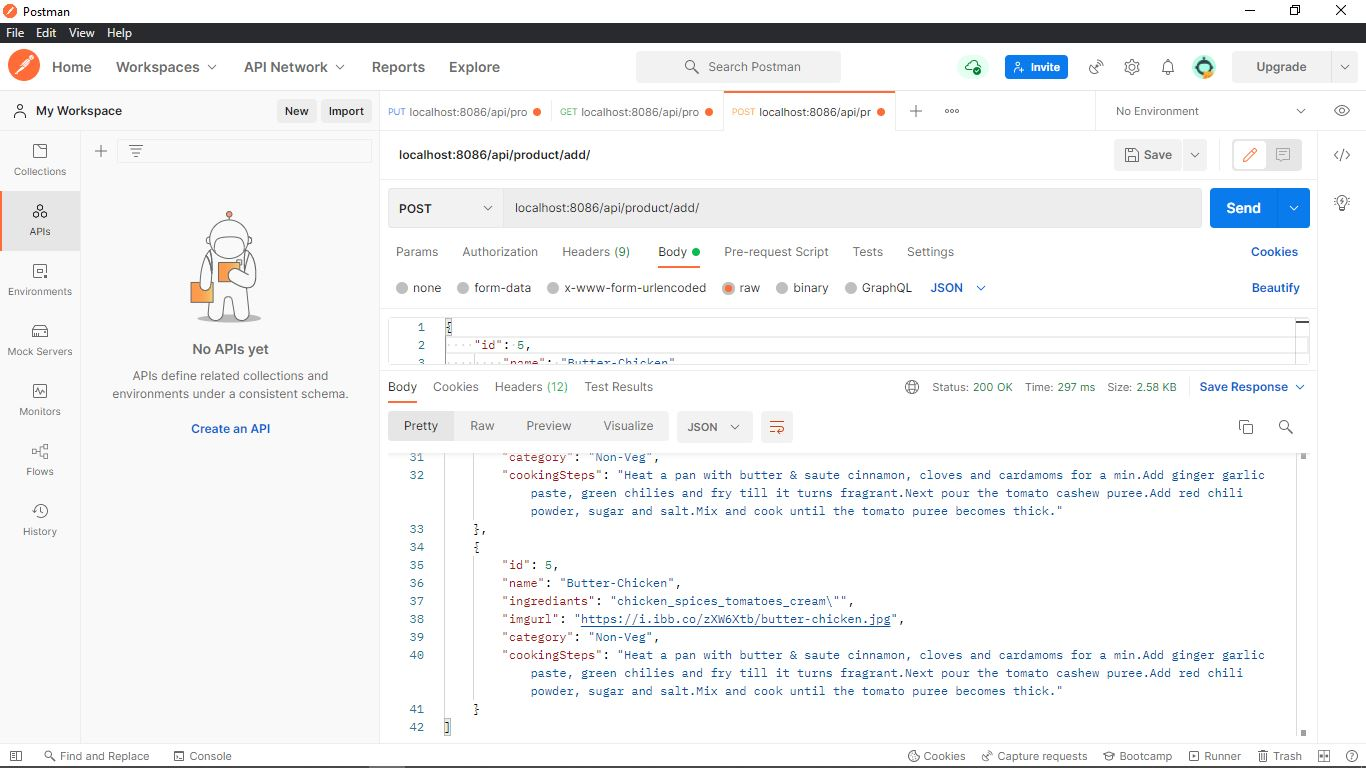 Postman
File Edit View Help
Home Workspaces API Network Reports Explore Search Postman Invite Upgrade
My Workspace New Import PUT localhost:8086/api/pro GET localhost:8086/api/pro POST localhost:8086/api/pr No Environment
Collections
APIs
Environments
Mock Servers
Monitors
Flows
History
No APIs yet
APIs define related collections and
environments under a consistent schema.
Create an API
localhost:8086/api/product/add/ Save
POST localhost:8086/api/product/add/ Send
Params Authorization Headers (9) Body Pre-request Script Tests Settings Cookies
none form-data x-www-form-urlencoded raw binary GraphQL JSON Beautify
1 {
2 "id": 5,
3 "name": "Butter-Chicken"
Body Cookies Headers (12) Test Results Status: 200 OK Time: 297 ms Size: 2.58 KB Save Response
Pretty Raw Preview Visualize JSON
31 "category": "Non-Veg",
32 "cookingSteps": "Heat a pan with butter & saute cinnamon, cloves and cardamoms for a min.Add ginger garlic
paste, green chilies and fry till it turns fragrant.Next pour the tomato cashew puree.Add red chili
powder, sugar and salt.Mix and cook until the tomato puree becomes thick."
33 },
34 {
35 "id": 5,
36 "name": "Butter-Chicken",
37 "ingrediants": "chicken_spices_tomatoes_cream\"",
38 "imgurl": "https://i.ibb.co/zXW6Xtb/butter-chicken.jpg",
39 "category": "Non-Veg",
40 "cookingSteps": "Heat a pan with butter & saute cinnamon, cloves and cardamoms for a min.Add ginger garlic
paste, green chilies and fry till it turns fragrant.Next pour the tomato cashew puree.Add red chili
powder, sugar and salt.Mix and cook until the tomato puree becomes thick."
41 }
42 ]
Find and Replace Console Cookies Capture requests Bootcamp Runner Trash